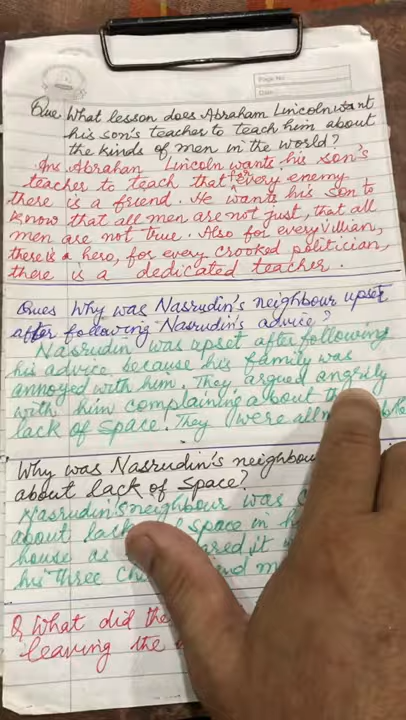 Page No
Date
Que What lesson does Abraham Lincoln want
his son's teacher to teach him about
the kinds of men in the world?
Ans Abraham Lincoln wants his son's
teacher to teach that for every enemy
there is a friend. He wants his son to
know that all men are not just, that all
men are not true. Also for every villian,
there is a hero, for every crooked politician,
there is a dedicated teacher.
Ques Why was Nasrudin's neighbour upset
after following Nasrudin's advice?
Nasrudin was upset after following
his advice because his family was
annoyed with him. They argued angrily
with him complaining about
lack of space. They were all
Why was Nasrudin's neighbour
about lack of space?
Nasrudin's neighbour was
about lack of space in
house as
his three
Q What did the
leaving the